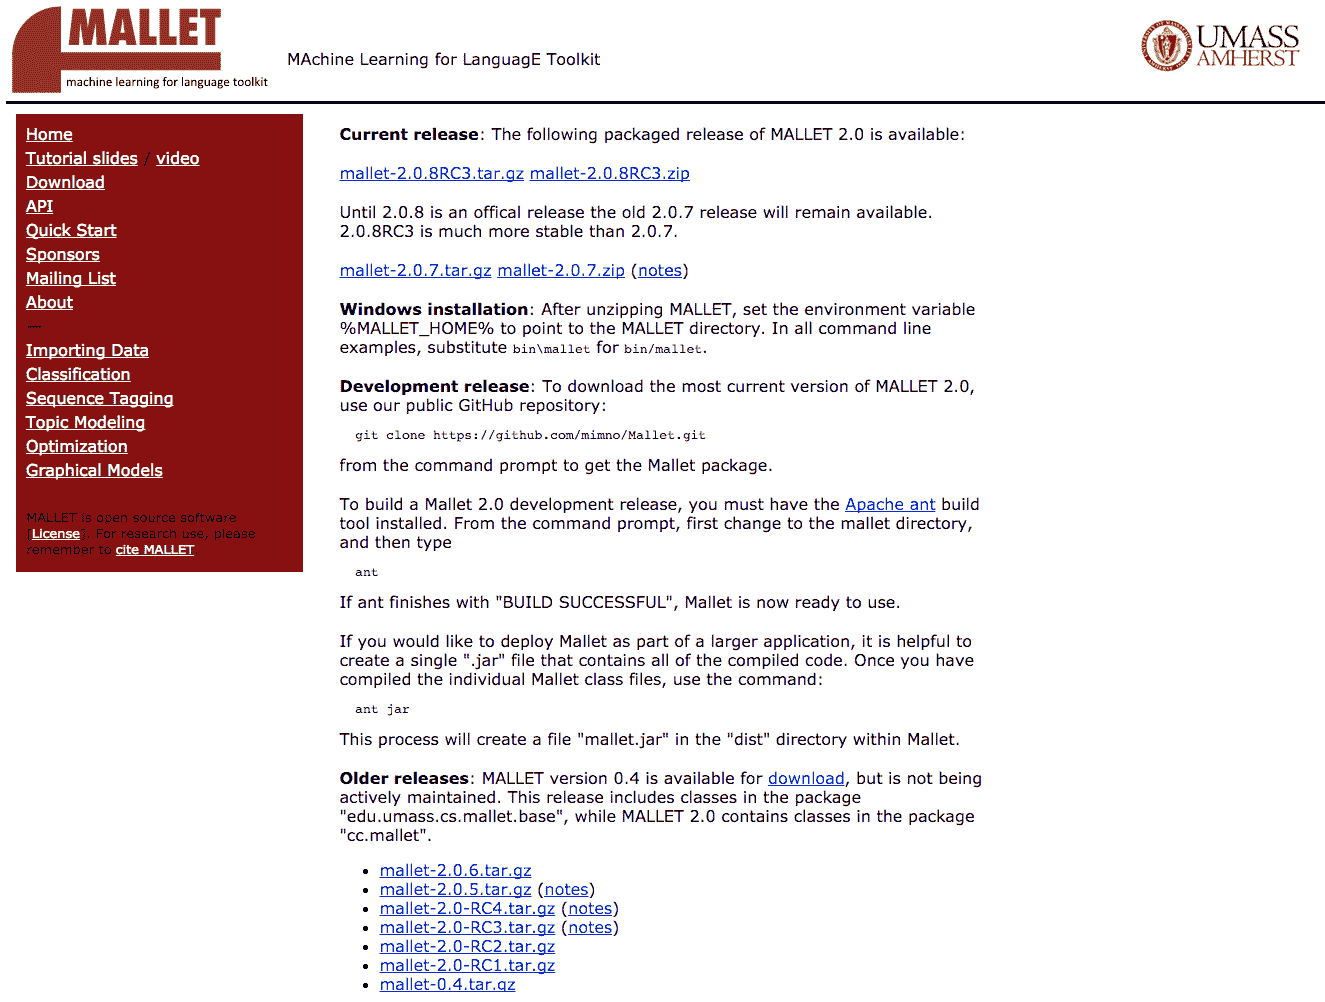 MALLET
machine learning for language toolkit
MAchine Learning for LanguagE Toolkit
UMASS
AMHERST
Home
Tutorial slides / video
Download
API
Quick Start
Sponsors
Mailing List
About
—
Importing Data
Classification
Sequence Tagging
Topic Modeling
Optimization
Graphical Models
MALLET is open source software
[License]. For research use, please
remember to cite MALLET.
Current release: The following packaged release of MALLET 2.0 is available:
mallet-2.0.8RC3.tar.gz mallet-2.0.8RC3.zip
Until 2.0.8 is an offical release the old 2.0.7 release will remain available.
2.0.8RC3 is much more stable than 2.0.7.
mallet-2.0.7.tar.gz mallet-2.0.7.zip (notes)
Windows installation: After unzipping MALLET, set the environment variable
%MALLET_HOME% to point to the MALLET directory. In all command line
examples, substitute bin\mallet for bin/mallet.
Development release: To download the most current version of MALLET 2.0,
use our public GitHub repository:
git clone https://github.com/mimno/Mallet.git
from the command prompt to get the Mallet package.
To build a Mallet 2.0 development release, you must have the Apache ant build
tool installed. From the command prompt, first change to the mallet directory,
and then type
ant
If ant finishes with "BUILD SUCCESSFUL", Mallet is now ready to use.
If you would like to deploy Mallet as part of a larger application, it is helpful to
create a single ".jar" file that contains all of the compiled code. Once you have
compiled the individual Mallet class files, use the command:
ant jar
This process will create a file "mallet.jar" in the "dist" directory within Mallet.
Older releases: MALLET version 0.4 is available for download, but is not being
actively maintained. This release includes classes in the package
"edu.umass.cs.mallet.base", while MALLET 2.0 contains classes in the package
"cc.mallet".
• mallet-2.0.6.tar.gz
• mallet-2.0.5.tar.gz (notes)
• mallet-2.0-RC4.tar.gz (notes)
• mallet-2.0-RC3.tar.gz (notes)
• mallet-2.0-RC2.tar.gz
• mallet-2.0-RC1.tar.gz
• mallet-0.4.tar.gz